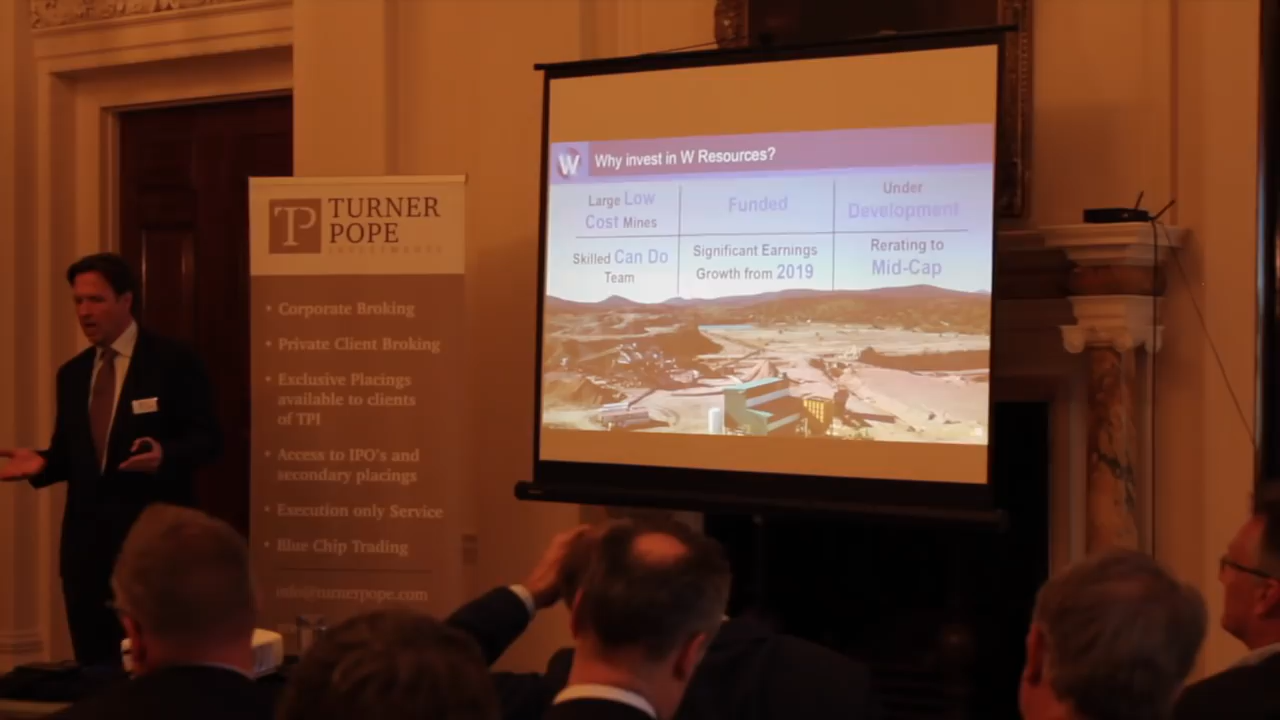 TP
TURNER
POPE
INVESTMENTS
• Corporate Broking
• Private Client Broking
• Exclusive Placings
available to clients
of TPI
• Access to IPO's and
secondary placings
• Execution only Service
• Blue Chip Trading
info@turnerpope.com
W
Why invest in W Resources?
Large Low
Cost Mines
Funded
Under
Development
Skilled Can Do
Team
Significant Earnings
Growth from 2019
Rerating to
Mid-Cap